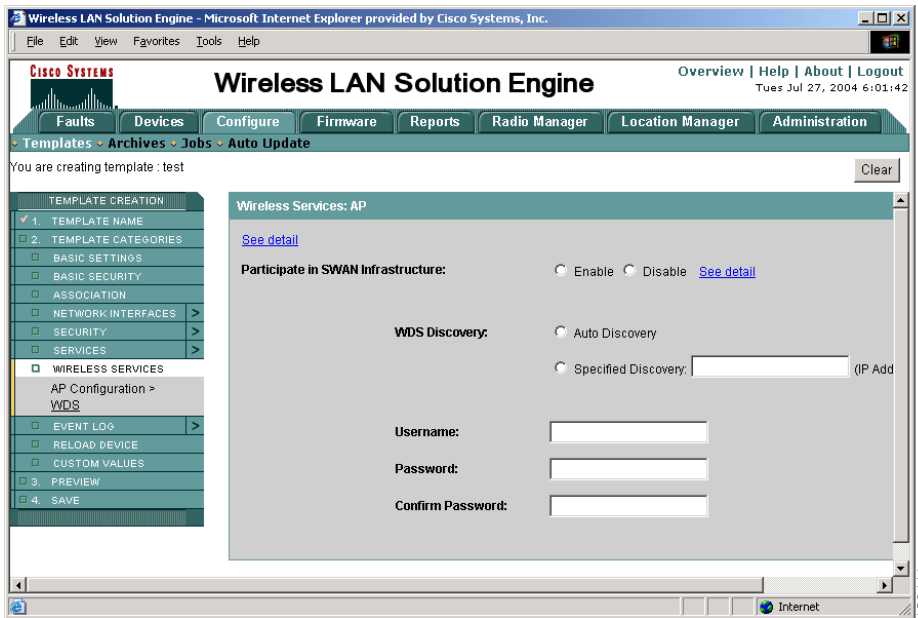 Wireless LAN Solution Engine - Microsoft Internet Explorer provided by Cisco Systems, Inc.
File Edit View Favorites Tools Help
CISCO SYSTEMS
Wireless LAN Solution Engine
Overview | Help | About | Logout
Tues Jul 27, 2004 6:01:42
Faults Devices Configure Firmware Reports Radio Manager Location Manager Administration
Templates Archives Jobs Auto Update
You are creating template : test
Clear
TEMPLATE CREATION
1. TEMPLATE NAME
2. TEMPLATE CATEGORIES
BASIC SETTINGS
BASIC SECURITY
ASSOCIATION
NETWORK INTERFACES >
SECURITY >
SERVICES >
WIRELESS SERVICES
AP Configuration >
WDS
EVENT LOG >
RELOAD DEVICE
CUSTOM VALUES
3. PREVIEW
4. SAVE
Wireless Services: AP
See detail
Participate in SWAN Infrastructure: Enable Disable See detail
WDS Discovery: Auto Discovery
Specified Discovery: (IP Add
Username:
Password:
Confirm Password:
Internet